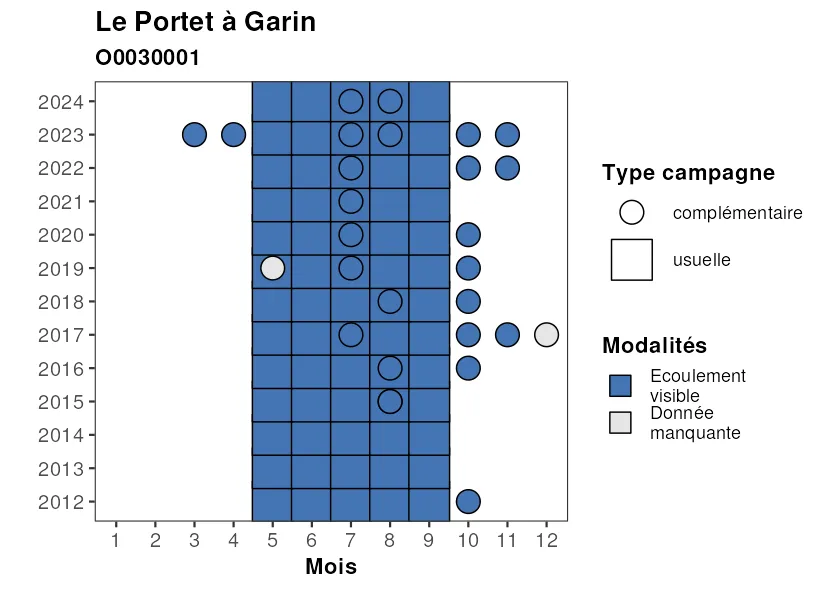 Le Portet à Garin
O0030001
2024
2023
2022
2021
2020
2019
2018
2017
2016
2015
2014
2013
2012
1 2 3 4 5 6 7 8 9 10 11 12
Mois
Type campagne
complémentaire
usuelle
Modalités
Ecoulement
visible
Donnée
manquante